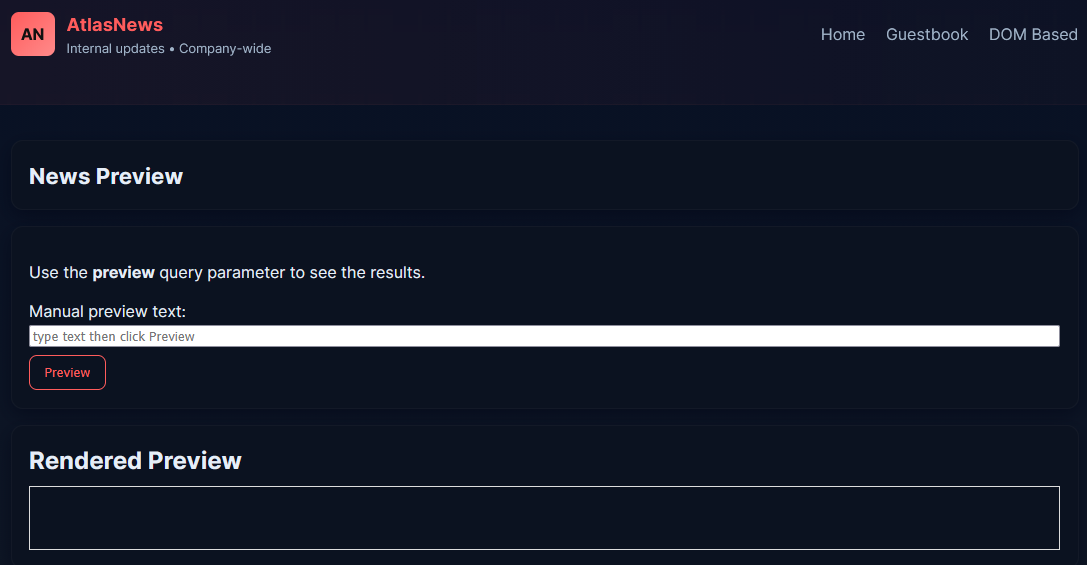 AN
AtlasNews
Internal updates • Company-wide
Home Guestbook DOM Based
News Preview
Use the preview query parameter to see the results.
Manual preview text:
type text then click Preview
Preview
Rendered Preview